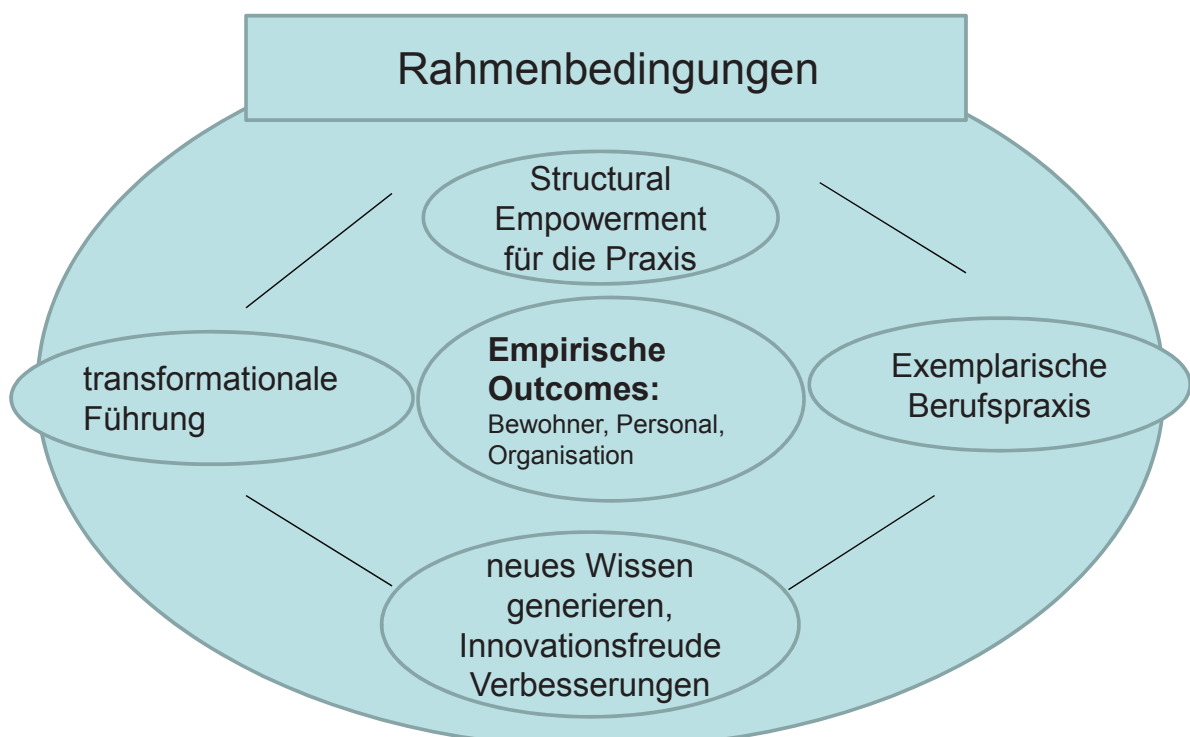 Rahmenbedingungen
Structural
Empowerment
für die Praxis
transformationale
Führung
Empirische
Outcomes:
Bewohner, Personal,
Organisation
Exemplarische
Berufspraxis
neues Wissen
generieren,
Innovationsfreude
Verbesserungen